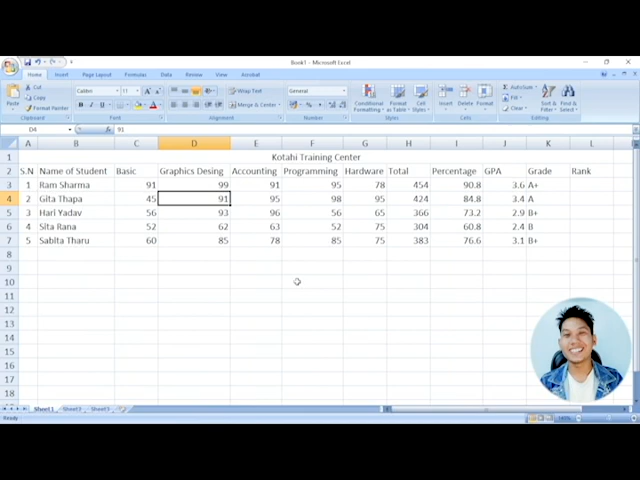 Book1 - Microsoft Excel
Home Insert Page Layout Formulas Data Review View Acrobat
Paste Cut Copy Format Painter
Calibri 11 Wrap Text General Conditional Formatting Format as Table Cell Styles Insert Delete Format AutoSum Fill Clear Sort & Filter Find & Select
B I U Merge & Center
Clipboard Font Alignment Number Styles Cells Editing
D4 91
A B C D E F G H I J K L
1 Kotahi Training Center
2 S.N Name of Student Basic Graphics Desing Accounting Programming Hardware Total Percentage GPA Grade Rank
3 1 Ram Sharma 91 99 91 95 78 454 90.8 3.6 A+
4 2 Gita Thapa 45 91 95 98 95 424 84.8 3.4 A
5 3 Hari Yadav 56 93 96 56 65 366 73.2 2.9 B+
6 4 Sita Rana 52 62 63 52 75 304 60.8 2.4 B
7 5 Sabita Tharu 60 85 78 85 75 383 76.6 3.1 B+
8
9
10
11
12
13
14
15
16
17
18
Sheet1 Sheet2 Sheet3
Ready